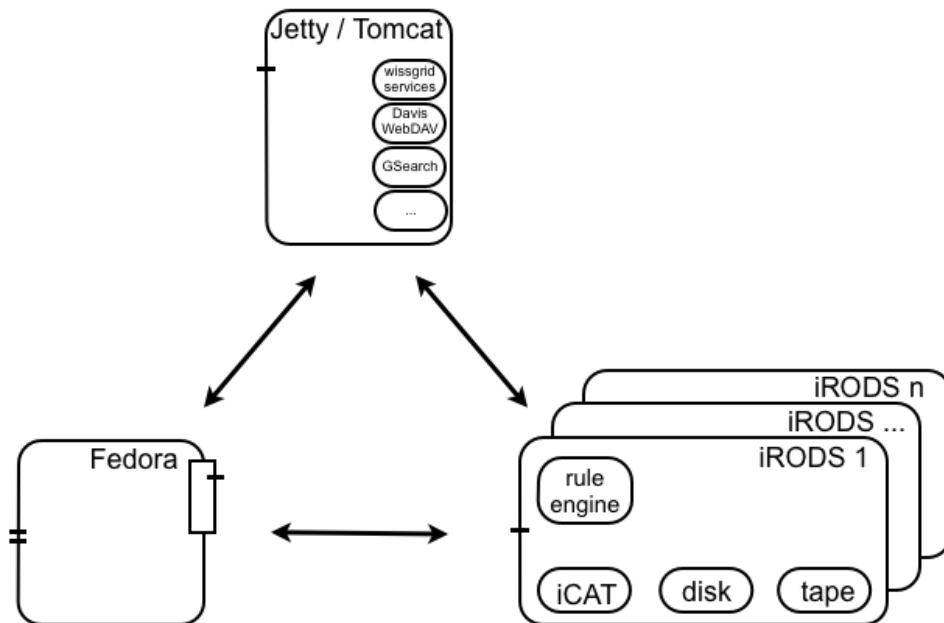 Jetty / Tomcat
wissgrid
services
Davis
WebDAV
GSearch
...
iRODS n
iRODS ...
iRODS 1
Fedora
rule
engine
iCAT
disk
tape